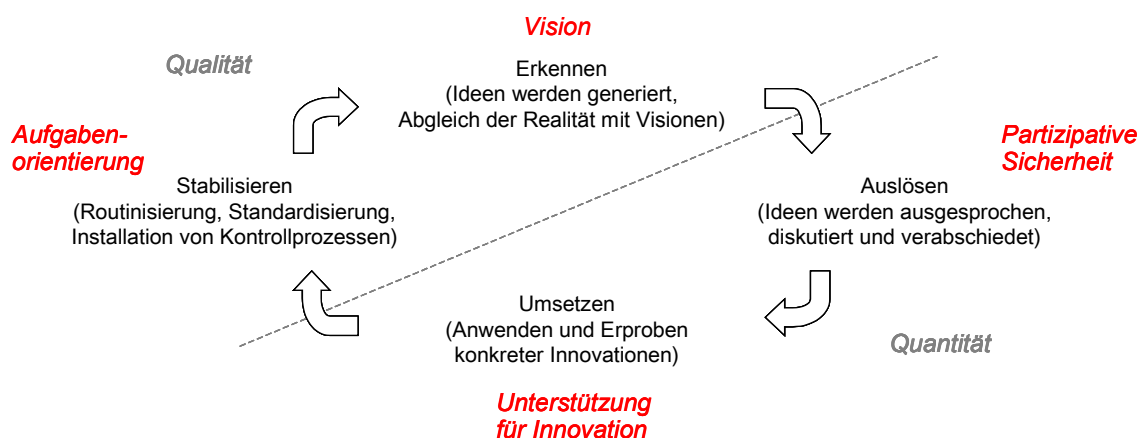 Vision
Qualität
Erkennen
(Ideen werden generiert,
Abgleich der Realität mit Visionen)
Aufgaben-
orientierung
Partizipative
Sicherheit
Stabilisieren
(Routinisierung, Standardisierung,
Installation von Kontrollprozessen)
Auslösen
(Ideen werden ausgesprochen,
diskutiert und verabschiedet)
Umsetzen
(Anwenden und Erproben
konkreter Innovationen)
Quantität
Unterstützung
für Innovation